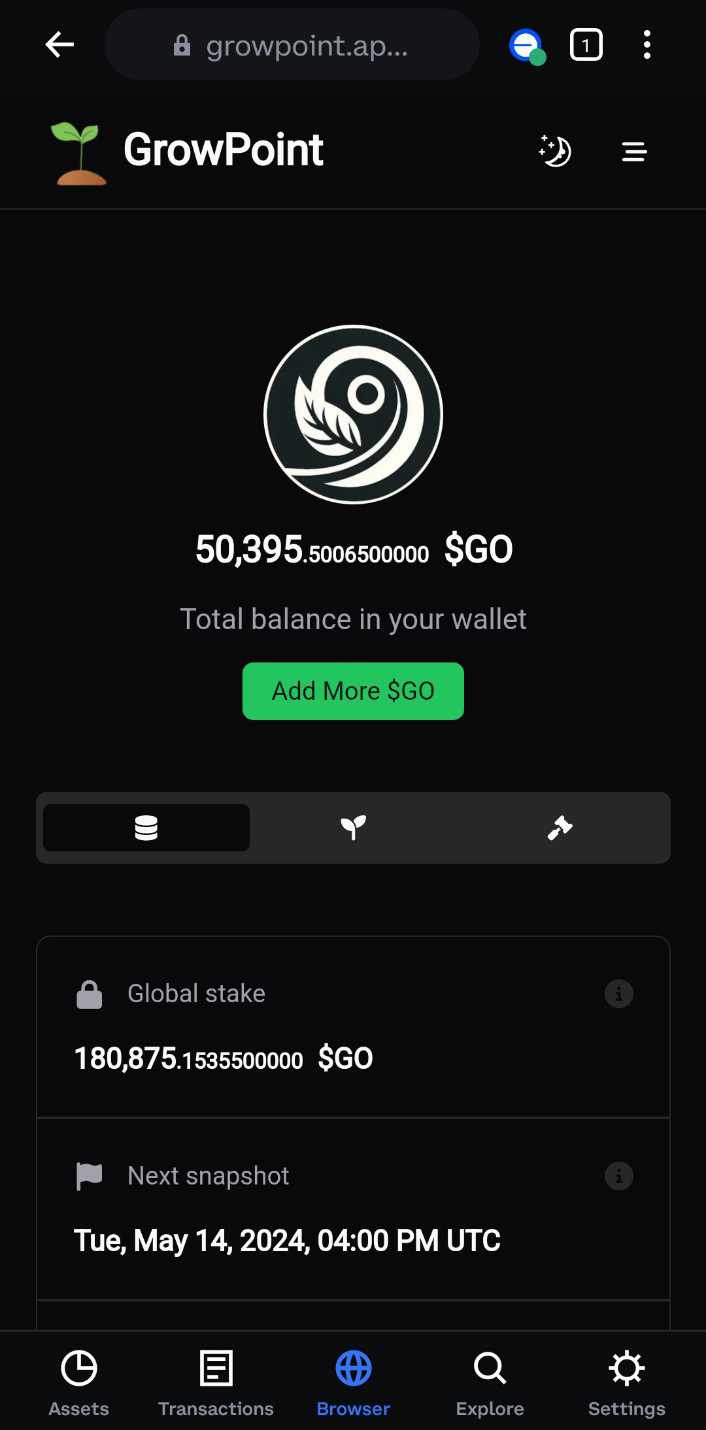 growpoint.ap...
1
GrowPoint
50,395.5006500000 $GO
Total balance in your wallet
Add More $GO
Global stake
180,875.1535500000 $GO
Next snapshot
Tue, May 14, 2024, 04:00 PM UTC
Assets Transactions Browser Explore Settings